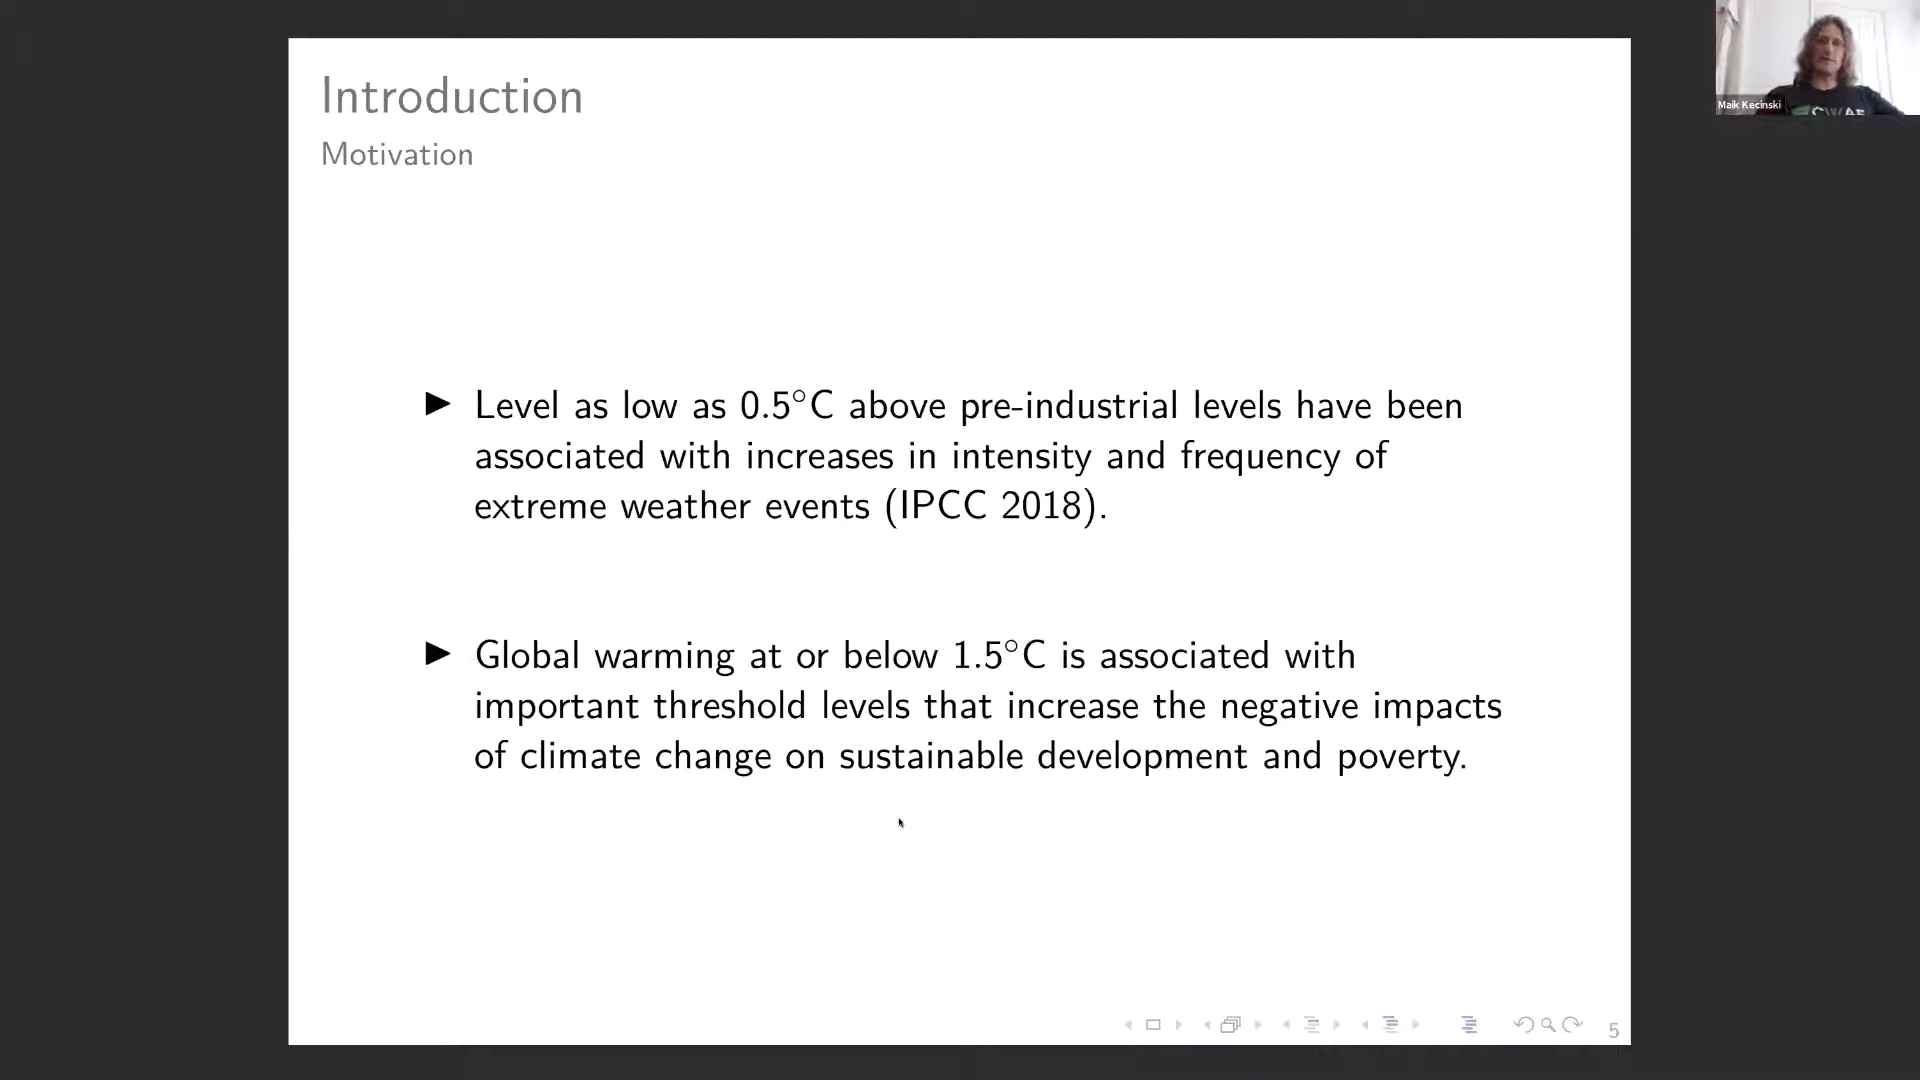 Introduction
Motivation
Maik Kecinski
▶ Level as low as 0.5°C above pre-industrial levels have been
associated with increases in intensity and frequency of
extreme weather events (IPCC 2018).
▶ Global warming at or below 1.5°C is associated with
important threshold levels that increase the negative impacts
of climate change on sustainable development and poverty.
5